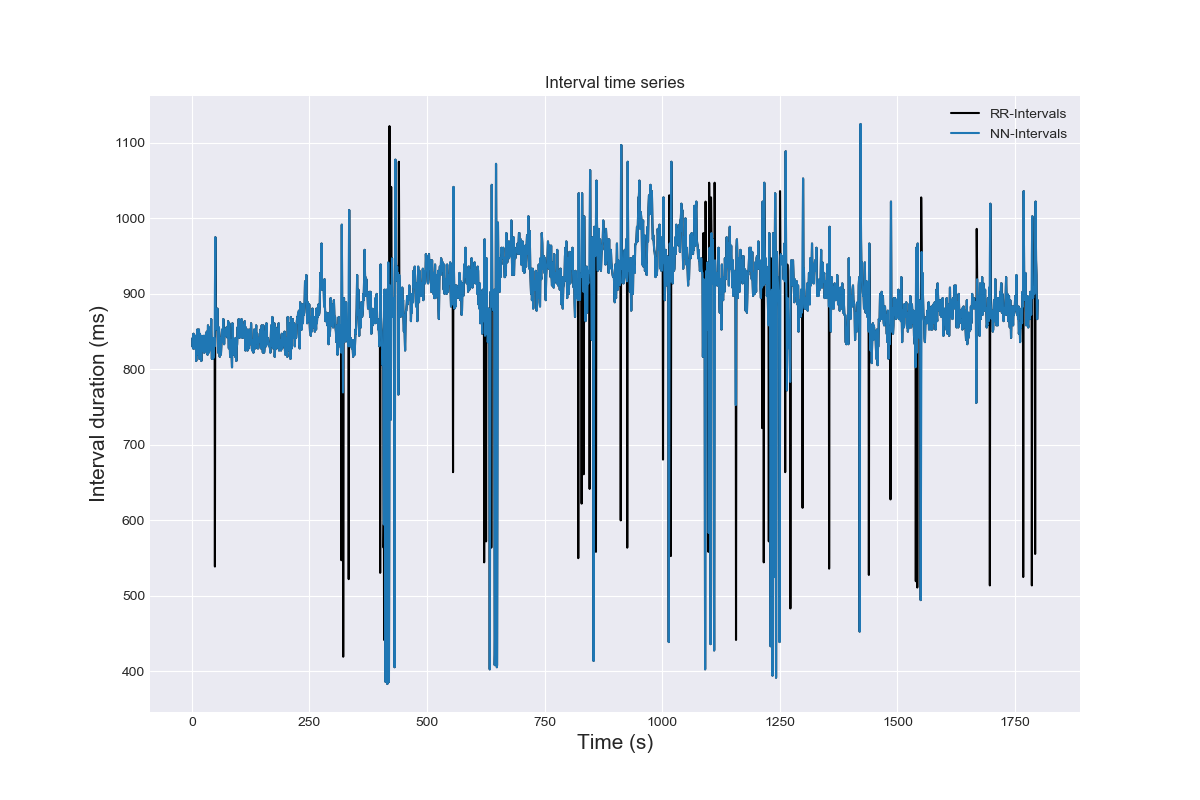 Interval time series
RR-Intervals
NN-Intervals
Interval duration (ms)
1100
1000
900
800
700
600
500
400
0 250 500 750 1000 1250 1500 1750
Time (s)